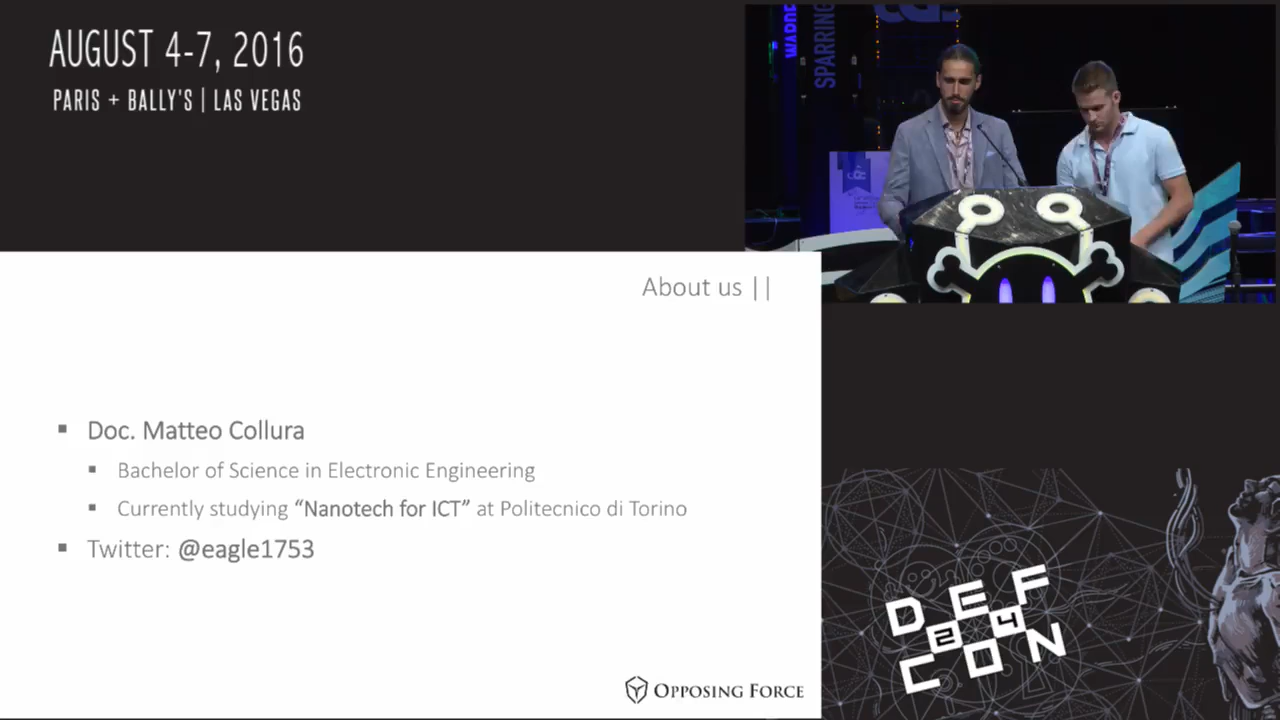 AUGUST 4-7, 2016
PARIS + BALLY'S | LAS VEGAS
SPARRING
About us ||
Doc. Matteo Collura
Bachelor of Science in Electronic Engineering
Currently studying “Nanotech for ICT” at Politecnico di Torino
Twitter: @eagle1753
OPPOSING FORCE
DEF
24
CON